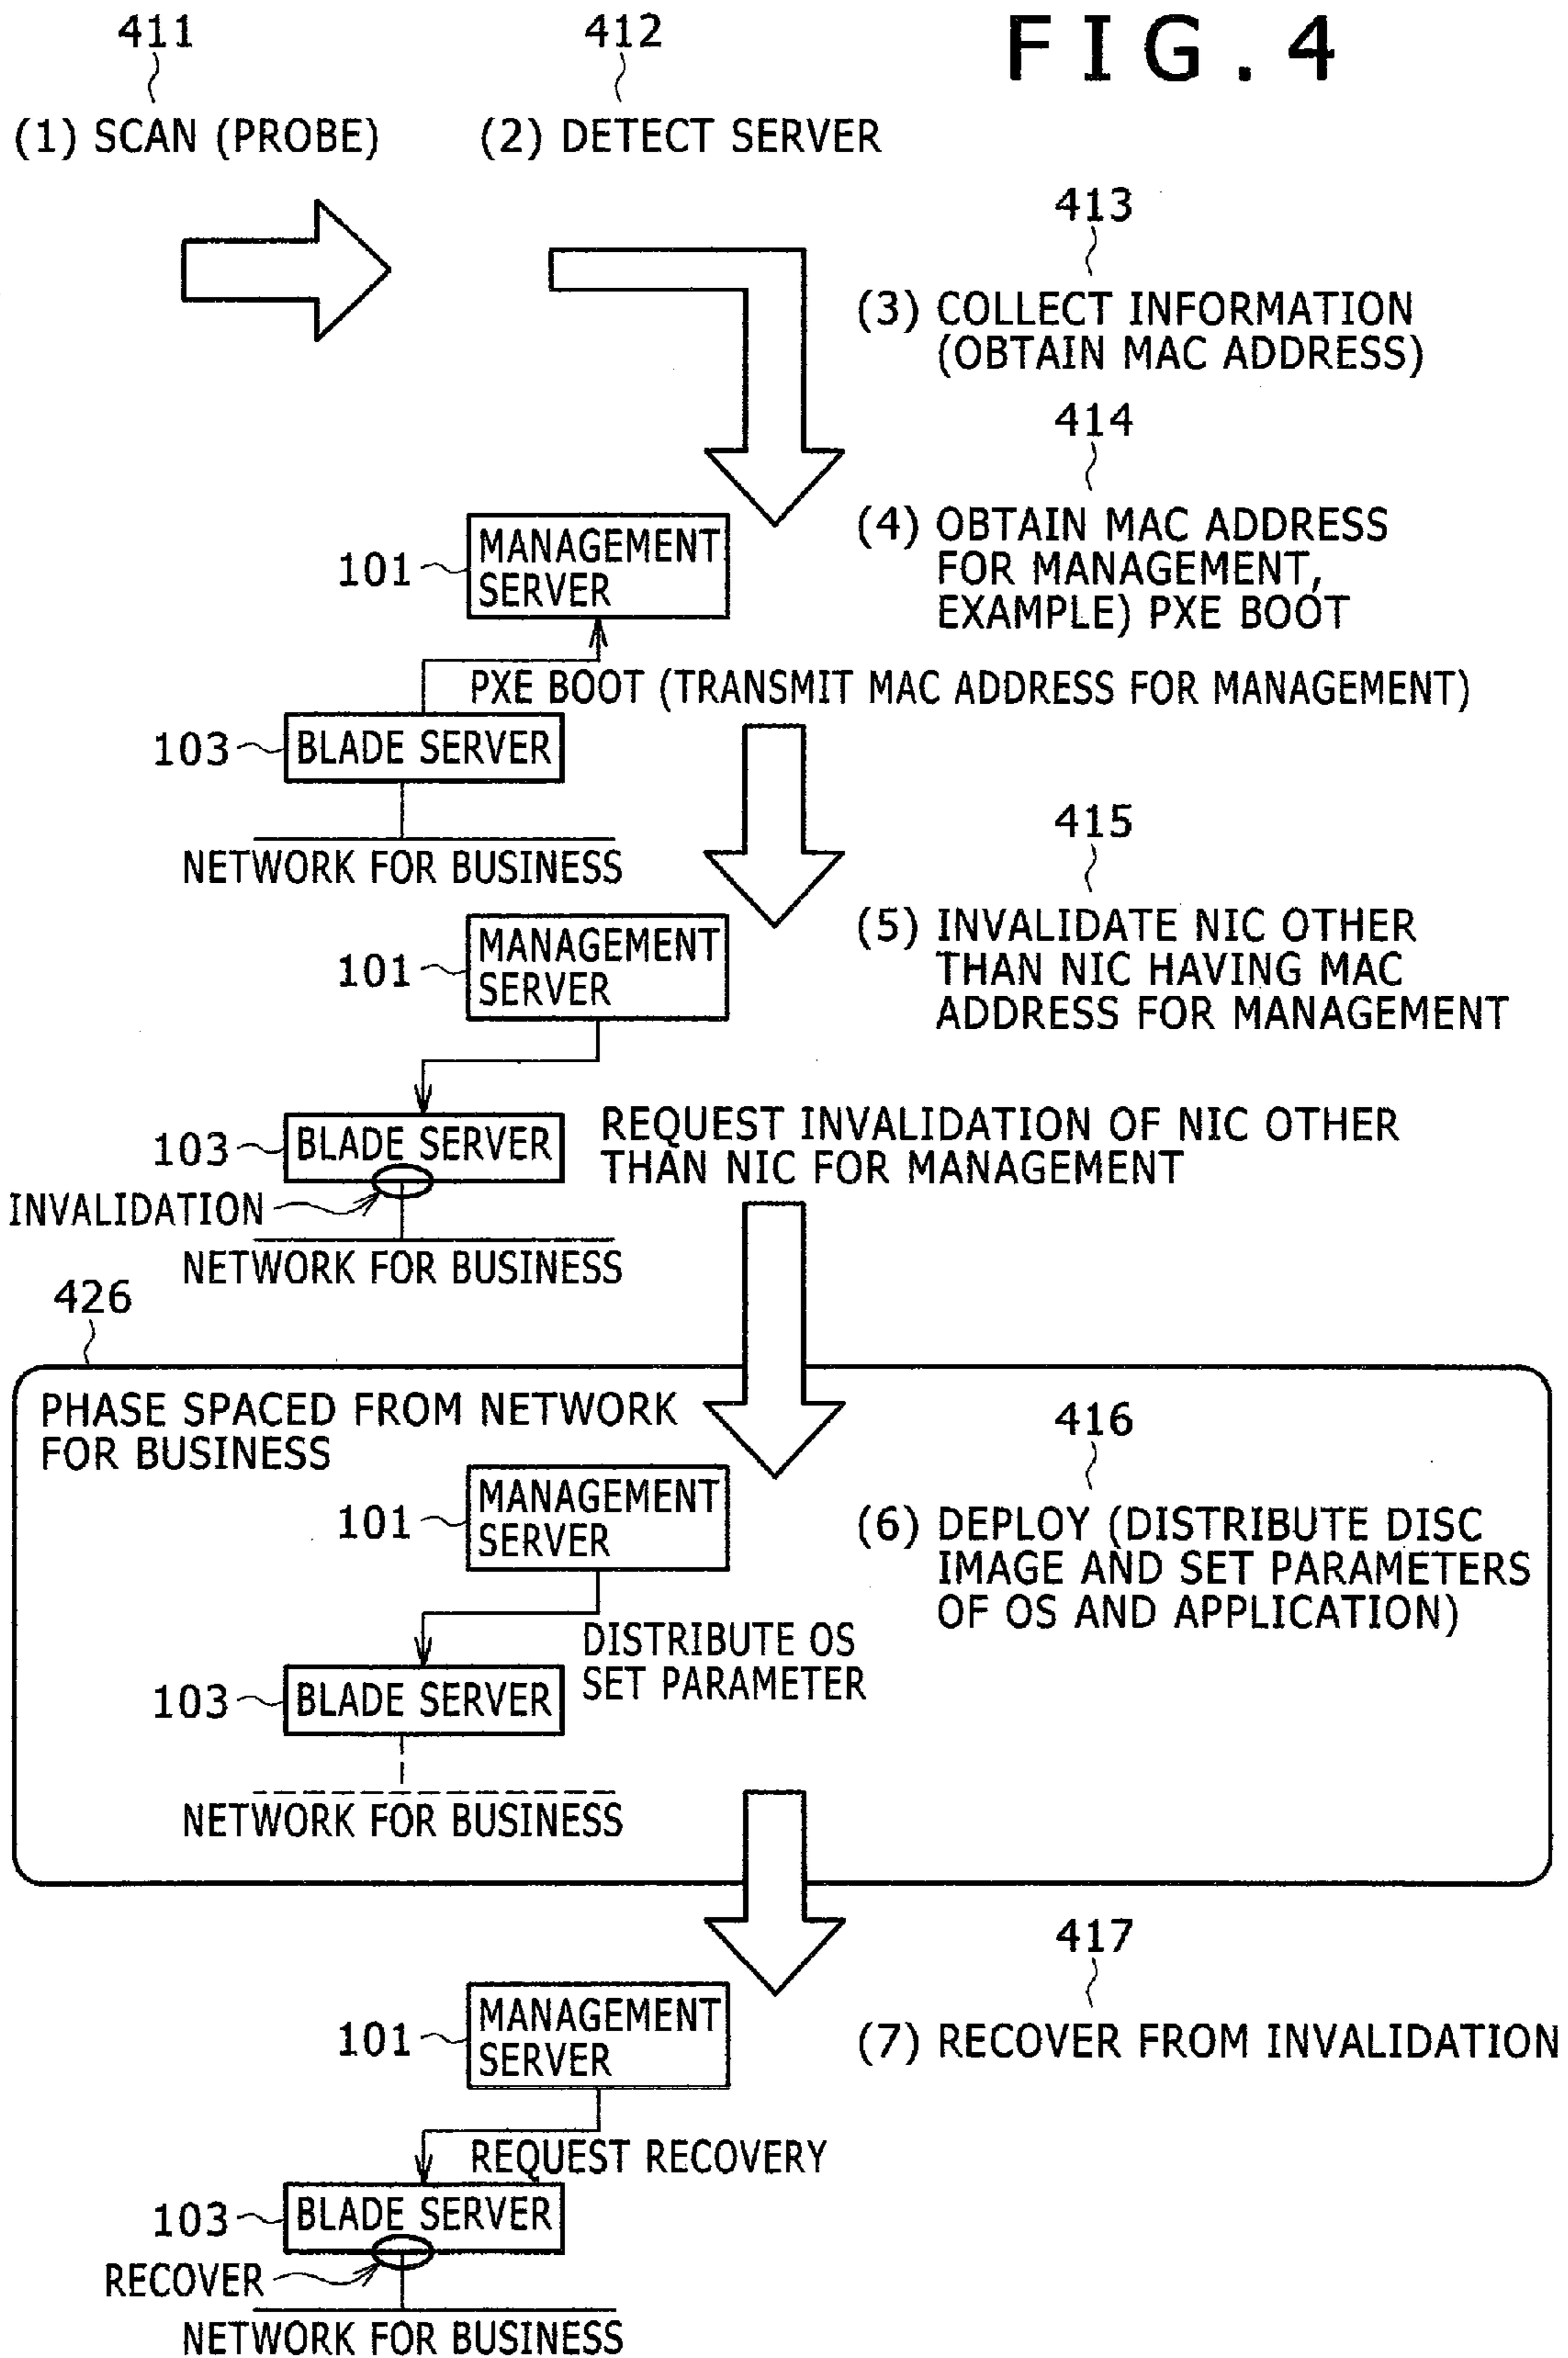 411
412
FIG.4
(1) SCAN (PROBE)
(2) DETECT SERVER
413
(3) COLLECT INFORMATION
(OBTAIN MAC ADDRESS)
414
(4) OBTAIN MAC ADDRESS
FOR MANAGEMENT,
EXAMPLE) PXE BOOT
101
MANAGEMENT
SERVER
PXE BOOT (TRANSMIT MAC ADDRESS FOR MANAGEMENT)
103
BLADE SERVER
NETWORK FOR BUSINESS
415
(5) INVALIDATE NIC OTHER
THAN NIC HAVING MAC
ADDRESS FOR MANAGEMENT
101
MANAGEMENT
SERVER
103
BLADE SERVER
REQUEST INVALIDATION OF NIC OTHER
THAN NIC FOR MANAGEMENT
INVALIDATION
NETWORK FOR BUSINESS
426
PHASE SPACED FROM NETWORK
FOR BUSINESS
416
(6) DEPLOY (DISTRIBUTE DISC
IMAGE AND SET PARAMETERS
OF OS AND APPLICATION)
101
MANAGEMENT
SERVER
DISTRIBUTE OS
SET PARAMETER
103
BLADE SERVER
NETWORK FOR BUSINESS
417
(7) RECOVER FROM INVALIDATION
101
MANAGEMENT
SERVER
REQUEST RECOVERY
103
BLADE SERVER
RECOVER
NETWORK FOR BUSINESS